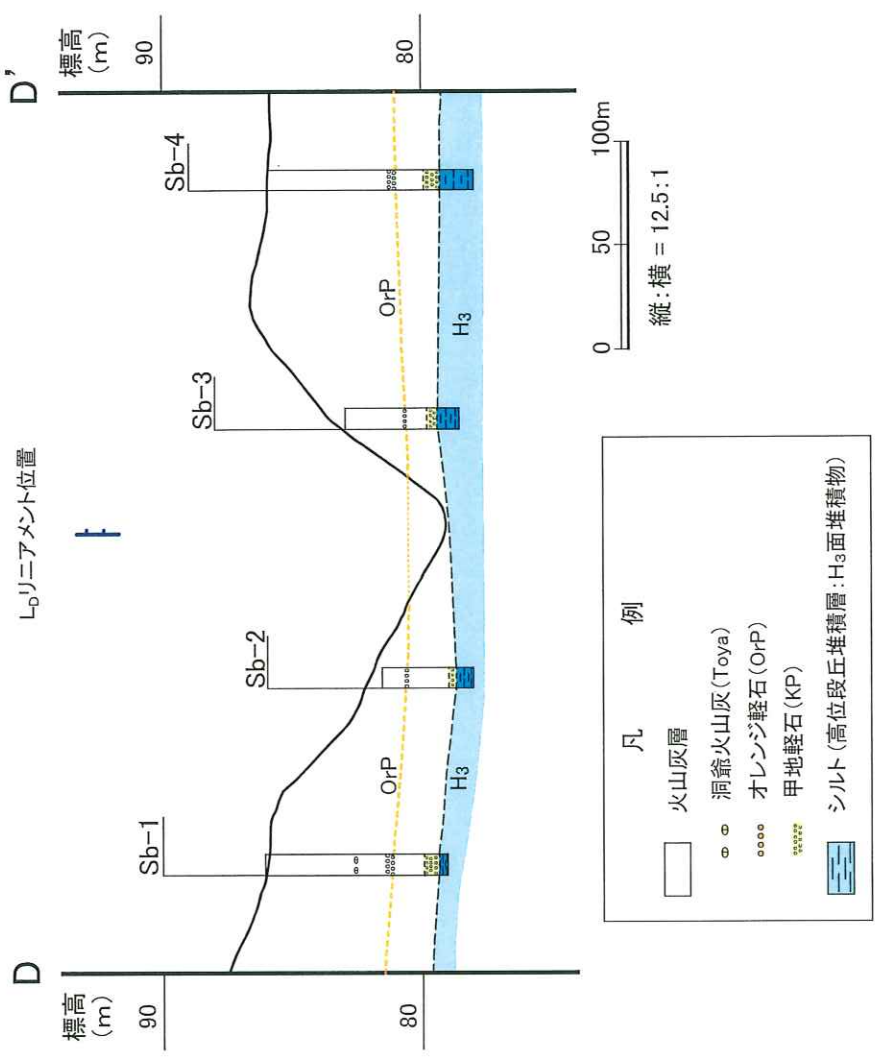 D
D'
標高
(m)
90
80
標高
(m)
90
80
LDリニアメント位置
Sb-1
Sb-2
Sb-3
Sb-4
OrP
OrP
H3
H3
0 50 100m
縦:横 = 12.5:1
凡 例
火山灰層
洞爺火山灰(Toya)
オレンジ軽石(OrP)
甲地軽石(KP)
シルト(高位段丘堆積層:H3面堆積物)